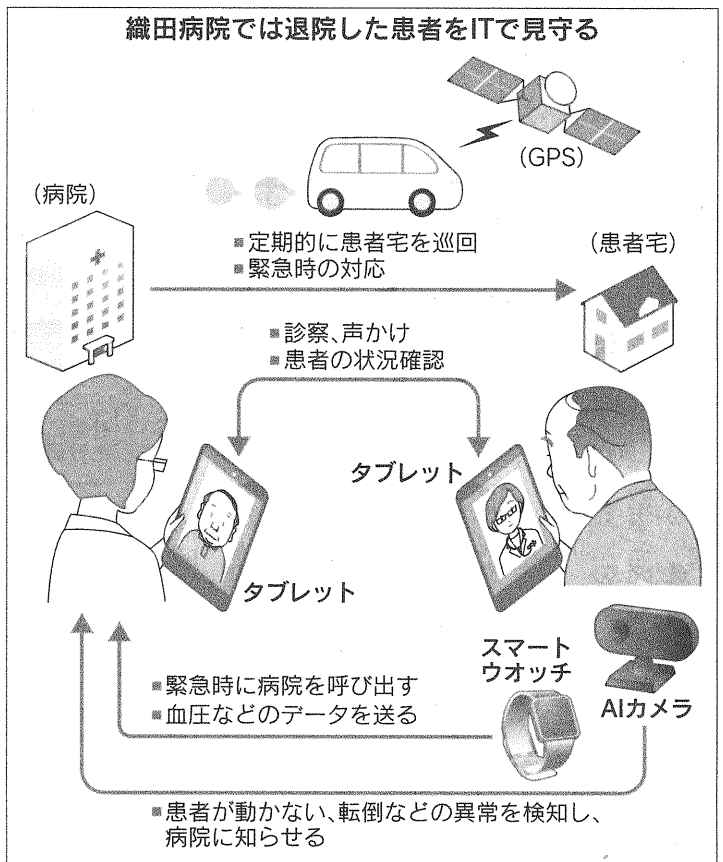 織田病院では退院した患者をITで見守る
(GPS)
(病院)
■定期的に患者宅を巡回
■緊急時の対応
(患者宅)
■診察、声かけ
■患者の状況確認
タブレット
タブレット
スマート
ウオッチ
AIカメラ
■緊急時に病院を呼び出す
■血圧などのデータを送る
■患者が動かない、転倒などの異常を検知し、
病院に知らせる